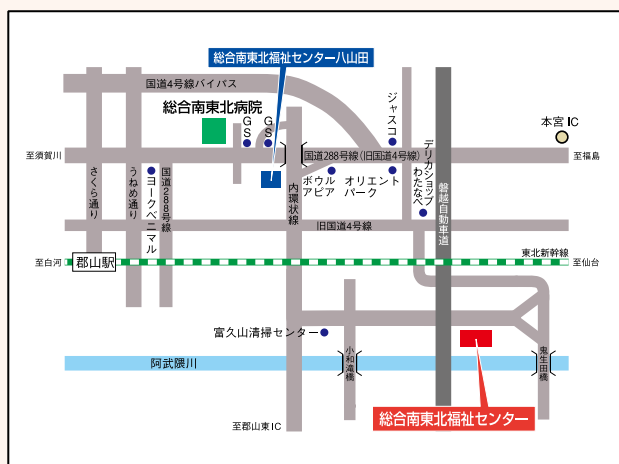 総合南東北福祉センター八山田
国道4号線バイパス
総合南東北病院
GS
GS
ジャスコ
本宮IC
至須賀川
国道288号線(旧国道4号線)
至福島
さくら通り
うねめ通り
ヨークベニマル
国道288号線
内環状線
ボウル
アピア
オリエント
パーク
デリカショップ
わたなべ
磐越自動車道
旧国道4号線
東北新幹線
至白河
郡山駅
至仙台
富久山清掃センター
小和滝橋
鬼生田橋
阿武隈川
総合南東北福祉センター
至郡山東IC